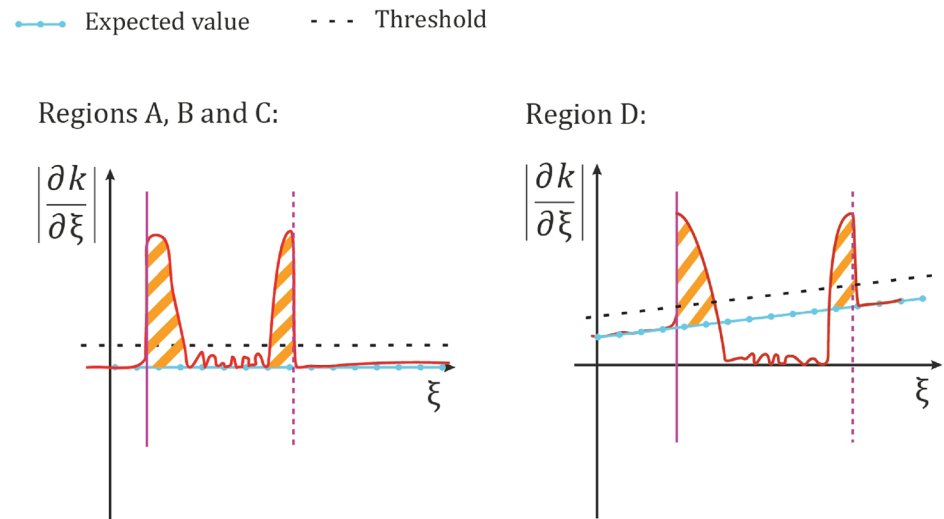 Expected value
Threshold
Regions A, B and C:
Region D:
|∂k/∂ξ|
|∂k/∂ξ|
ξ
ξ